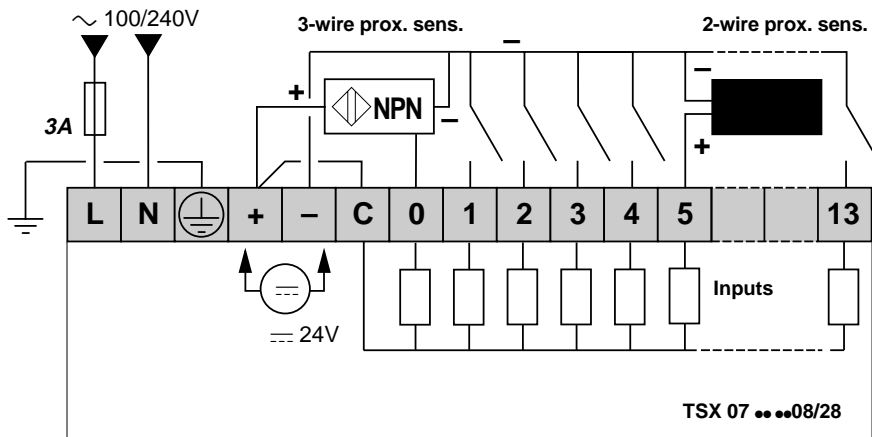 ∼ 100/240V
3-wire prox. sens.
2-wire prox. sens.
–
+
NPN
–
–
+
3A
L N + – C 0 1 2 3 4 5 13
Inputs
⎓ 24V
TSX 07 •• ••08/28